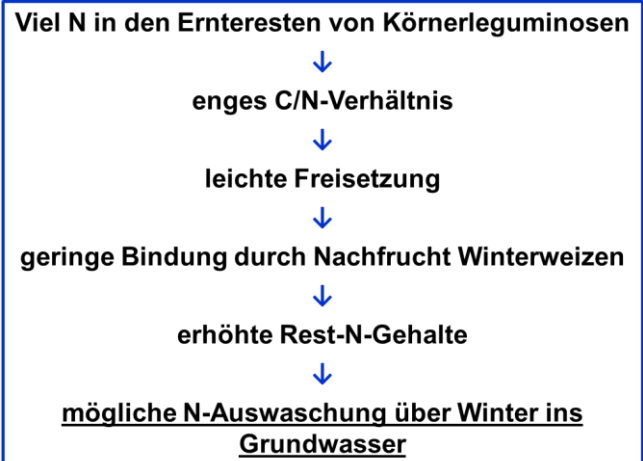 Viel N in den Ernteresten von Körnerleguminosen
↓
enges C/N-Verhältnis
↓
leichte Freisetzung
↓
geringe Bindung durch Nachfrucht Winterweizen
↓
erhöhte Rest-N-Gehalte
↓
mögliche N-Auswaschung über Winter ins
Grundwasser